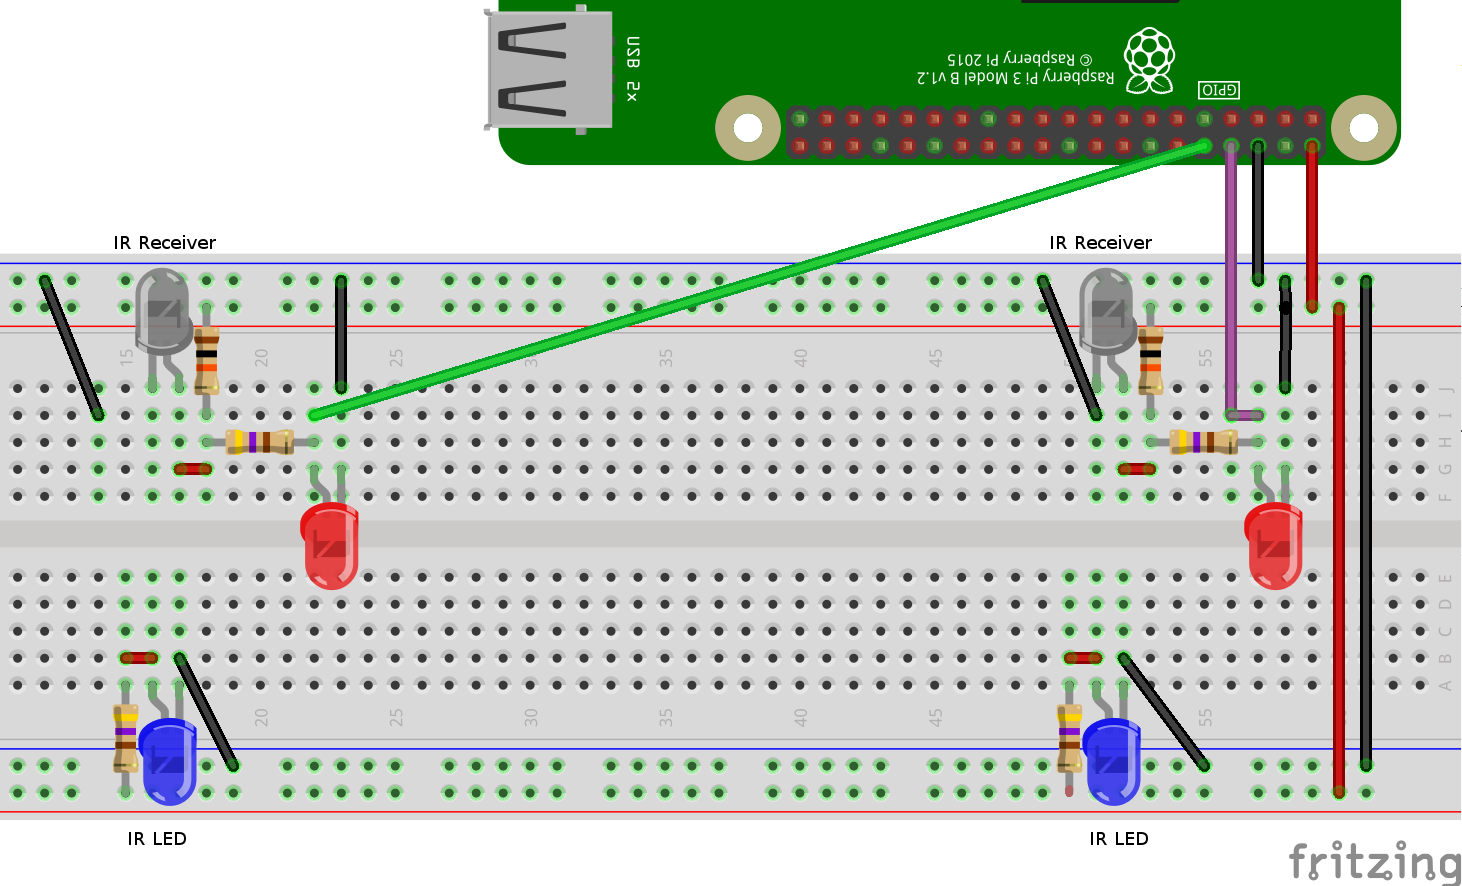 USB 2x
© Raspberry Pi 2015
Raspberry Pi 3 Model B v1.2
GPIO
IR Receiver
IR Receiver
15 20 25 30 35 40 45 55
J
I
H
G
F
E
D
C
B
A
20 25 30 35 40 45 55
IR LED
IR LED
fritzing